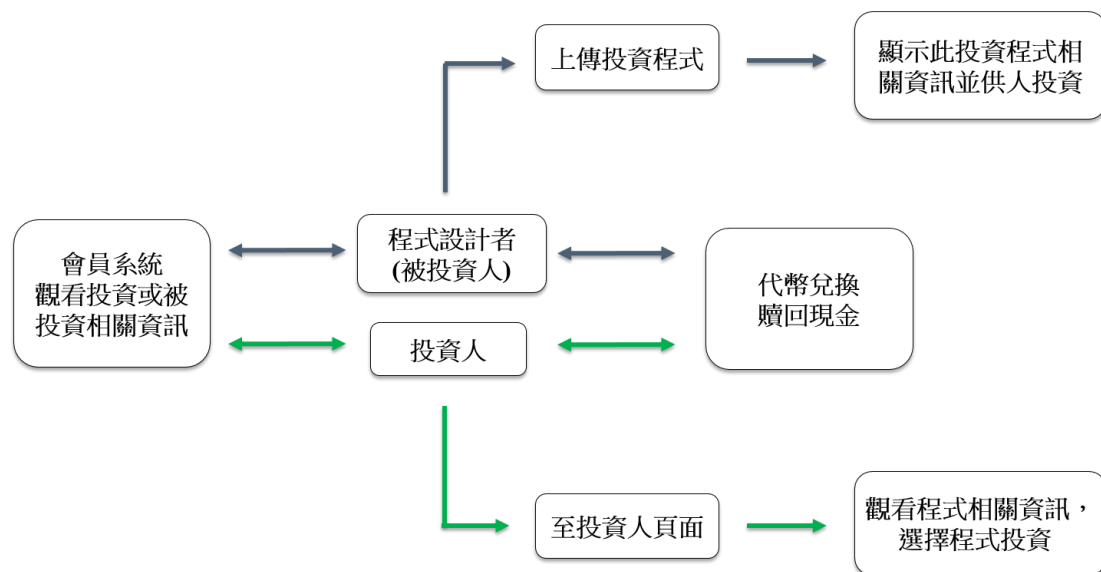 上傳投資程式
顯示此投資程式相
關資訊並供人投資
會員系統
觀看投資或被
投資相關資訊
程式設計者
(被投資人)
代幣兌換
贖回現金
投資人
至投資人頁面
觀看程式相關資訊，
選擇程式投資